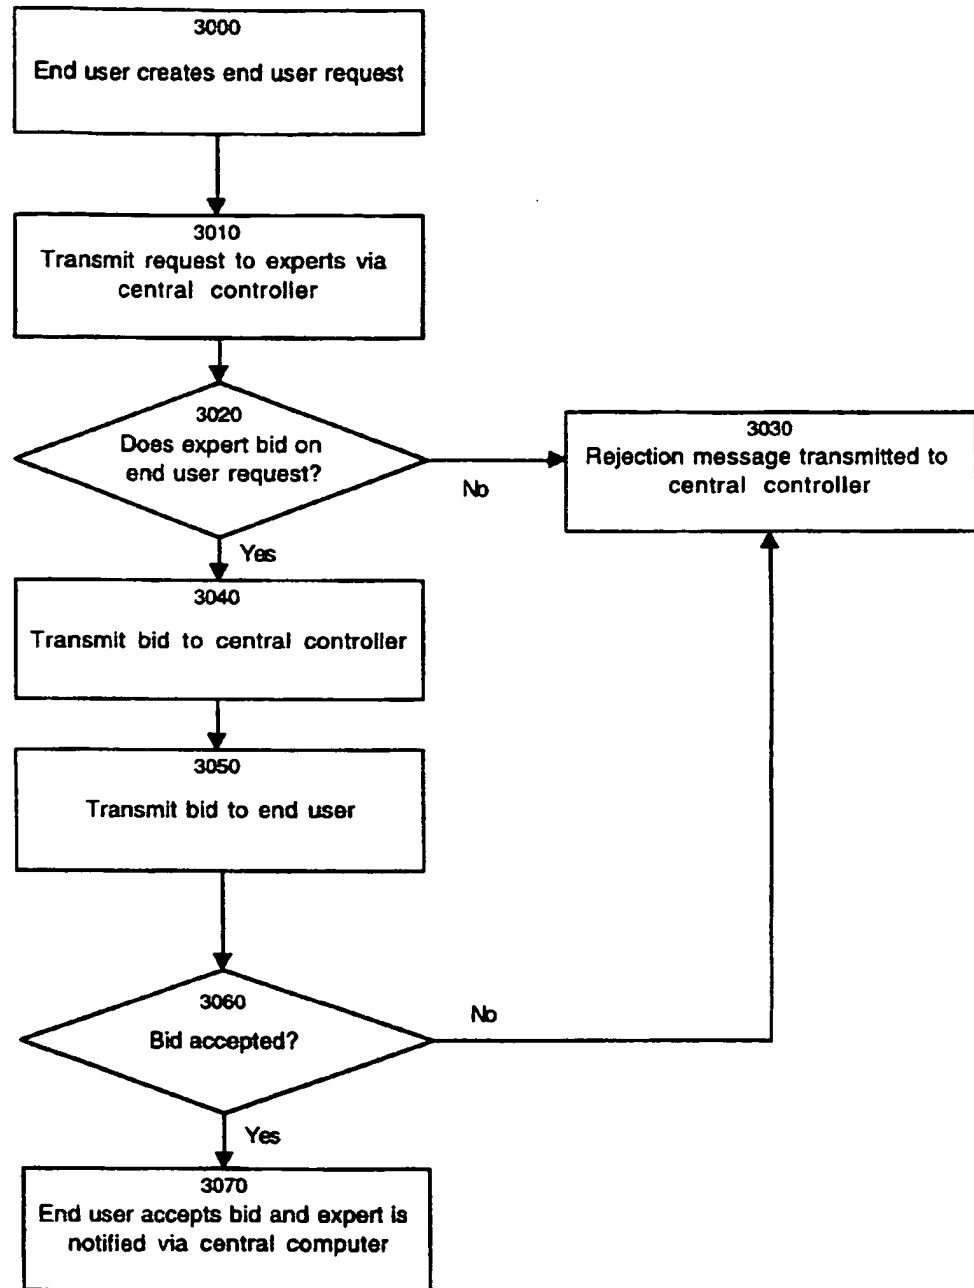 3000
End user creates end user request
3010
Transmit request to experts via
central controller
3020
Does expert bid on
end user request?
No
3030
Rejection message transmitted to
central controller
Yes
3040
Transmit bid to central controller
3050
Transmit bid to end user
3060
Bid accepted?
No
Yes
3070
End user accepts bid and expert is
notified via central computer